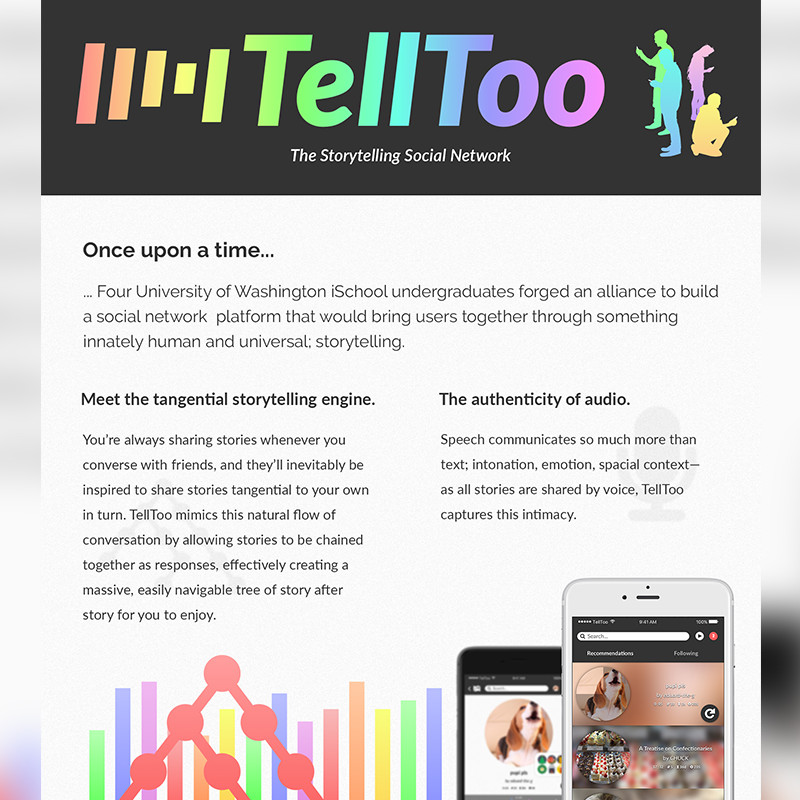 TellToo
The Storytelling Social Network
Once upon a time...
... Four University of Washington iSchool undergraduates forged an alliance to build
a social network platform that would bring users together through something
innately human and universal; storytelling.
Meet the tangential storytelling engine.
You're always sharing stories whenever you
converse with friends, and they'll inevitably be
inspired to share stories tangential to your own
in turn. TellToo mimics this natural flow of
conversation by allowing stories to be chained
together as responses, effectively creating a
massive, easily navigable tree of story after
story for you to enjoy.
The authenticity of audio.
Speech communicates so much more than
text; intonation, emotion, spacial context—
as all stories are shared by voice, TellToo
captures this intimacy.
TellToo
9:41 AM
100%
Search...
Recommendations
Following
pupi pls
A Treatise on Confectionaries
by CHUCK
Search...
pupi pls